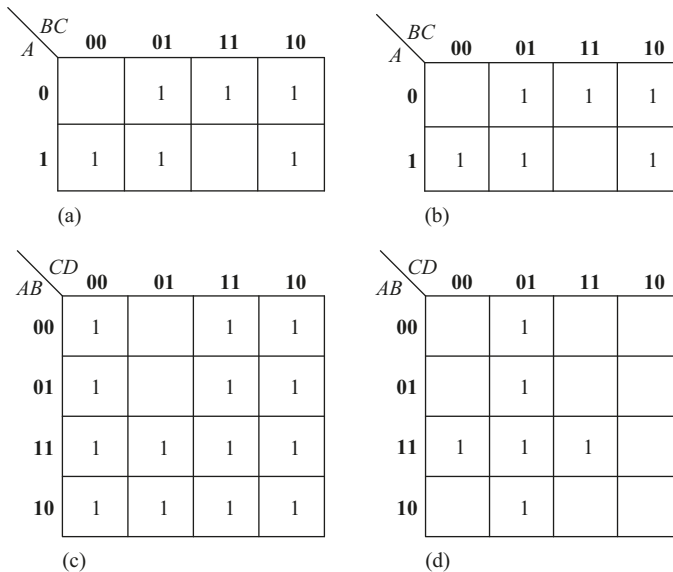 BC
A 00 01 11 10
0 1 1 1
1 1 1 1
(a)
BC
A 00 01 11 10
0 1 1 1
1 1 1 1
(b)
CD
AB 00 01 11 10
00 1 1 1
01 1 1 1
11 1 1 1 1
10 1 1 1 1
(c)
CD
AB 00 01 11 10
00 1
01 1
11 1 1 1
10 1
(d)